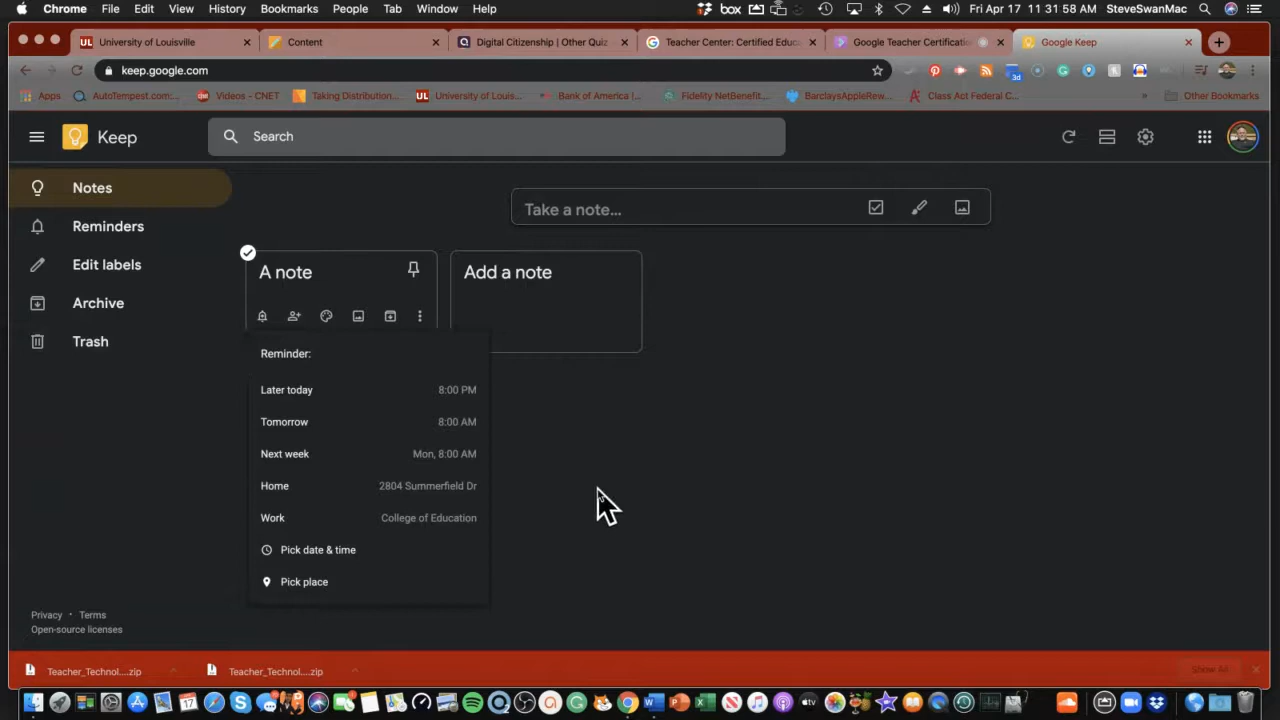 Chrome File Edit View History Bookmarks People Tab Window Help box Fri Apr 17 11:31:58 AM SteveSwanMac
University of Louisville Content Digital Citizenship | Other Quiz Teacher Center: Certified Educ Google Teacher Certification Google Keep
keep.google.com
Apps AutoTempest.com:... Videos - CNET Taking Distribution... University of Louis... Bank of America |... Fidelity NetBenefit... BarclaysAppleRew... Class Act Federal C... » Other Bookmarks
Keep Search
Notes
Take a note...
Reminders
Edit labels
A note Add a note
Archive
Trash
Reminder:
Later today 8:00 PM
Tomorrow 8:00 AM
Next week Mon, 8:00 AM
Home 2804 Summerfield Dr
Work College of Education
Pick date & time
Pick place
Privacy • Terms
Open-source licenses
Teacher_Technol....zip Teacher_Technol....zip Show All